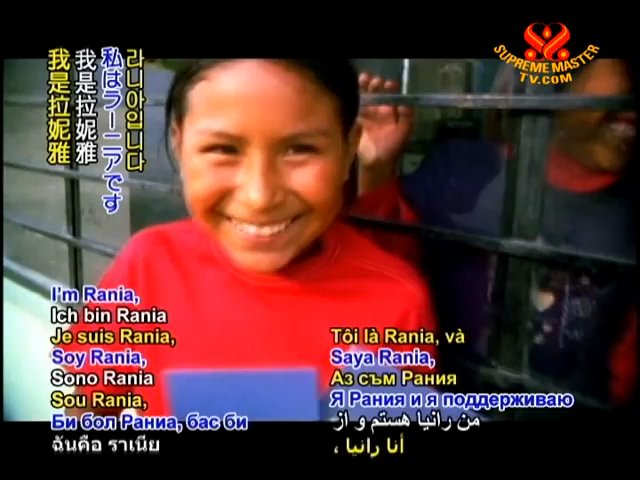 SUPREME MASTER
TV.COM
라니아입니다
私はラーニアです
我是拉妮雅
我是拉妮雅
I'm Rania,
Ich bin Rania
Je suis Rania,
Soy Rania,
Sono Rania
Sou Rania,
Би бол Раниа, бас би
ฉันคือ ราเนีย
Tôi là Rania, và
Saya Rania,
Аз съм Рания
Я Рания и я поддерживаю
من رانیا هستم و از
أنا رانيا ،